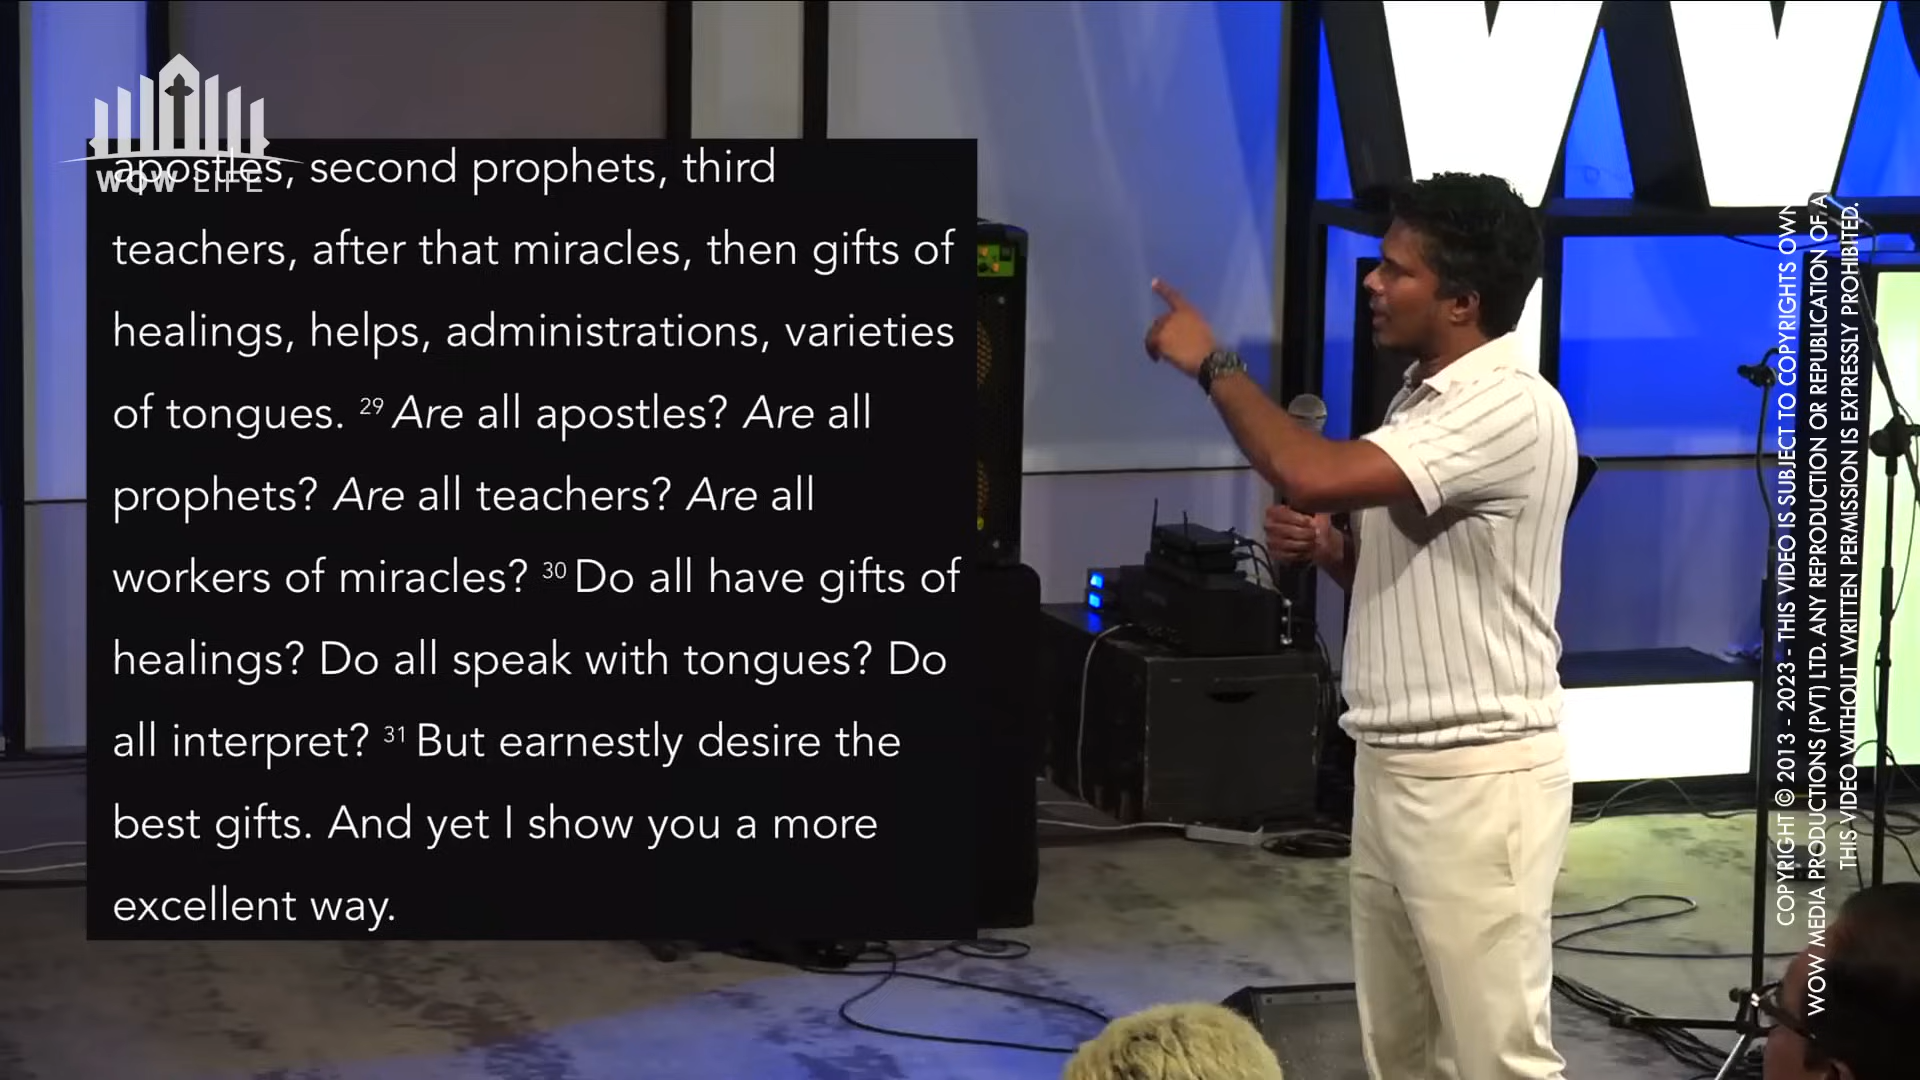 WOW LIFE
apostles, second prophets, third
teachers, after that miracles, then gifts of
healings, helps, administrations, varieties
of tongues. 29 Are all apostles? Are all
prophets? Are all teachers? Are all
workers of miracles? 30 Do all have gifts of
healings? Do all speak with tongues? Do
all interpret? 31 But earnestly desire the
best gifts. And yet I show you a more
excellent way.
COPYRIGHT © 2013 - 2023 - THIS VIDEO IS SUBJECT TO COPYRIGHTS OWN
WOW MEDIA PRODUCTIONS (PVT) LTD. ANY REPRODUCTION OR REPUBLICATION OF A
THIS VIDEO WITHOUT WRITTEN PERMISSION IS EXPRESSLY PROHIBITED.